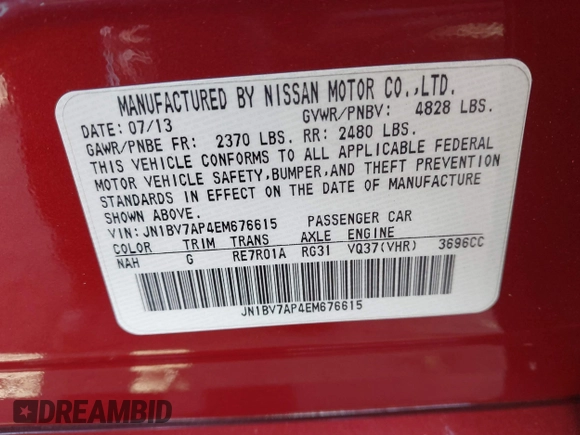 MANUFACTURED BY NISSAN MOTOR CO.,LTD.
DATE: 07/13 GVWR/PNBV: 4828 LBS.
GAWR/PNBE FR: 2370 LBS. RR: 2480 LBS.
THIS VEHICLE CONFORMS TO ALL APPLICABLE FEDERAL
MOTOR VEHICLE SAFETY,BUMPER,AND THEFT PREVENTION
STANDARDS IN EFFECT ON THE DATE OF MANUFACTURE
SHOWN ABOVE.
VIN: JN1BV7AP4EM676615 PASSENGER CAR
COLOR TRIM TRANS AXLE ENGINE
NAH G RE7R01A RG31 VQ37(VHR) 3696CC
JN1BV7AP4EM676615
DREAMBID